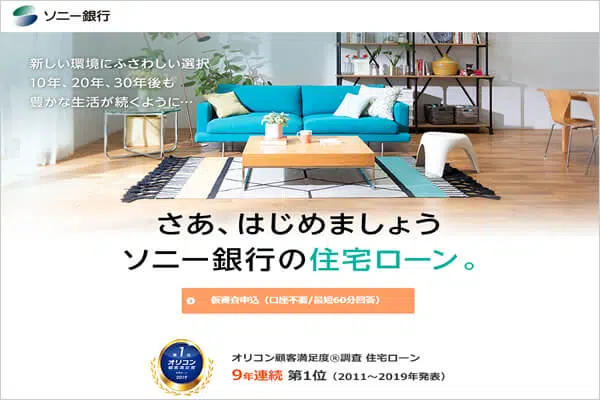 ソニー銀行
新しい環境にふさわしい選択
10年、20年、30年後も
豊かな生活が続くように…
さあ、はじめましょう
ソニー銀行の住宅ローン。
仮審査申込（口座不要/最短60分回答）
第1位
オリコン
顧客満足度
2019
オリコン顧客満足度®調査 住宅ローン
9年連続 第1位（2011～2019年発表）